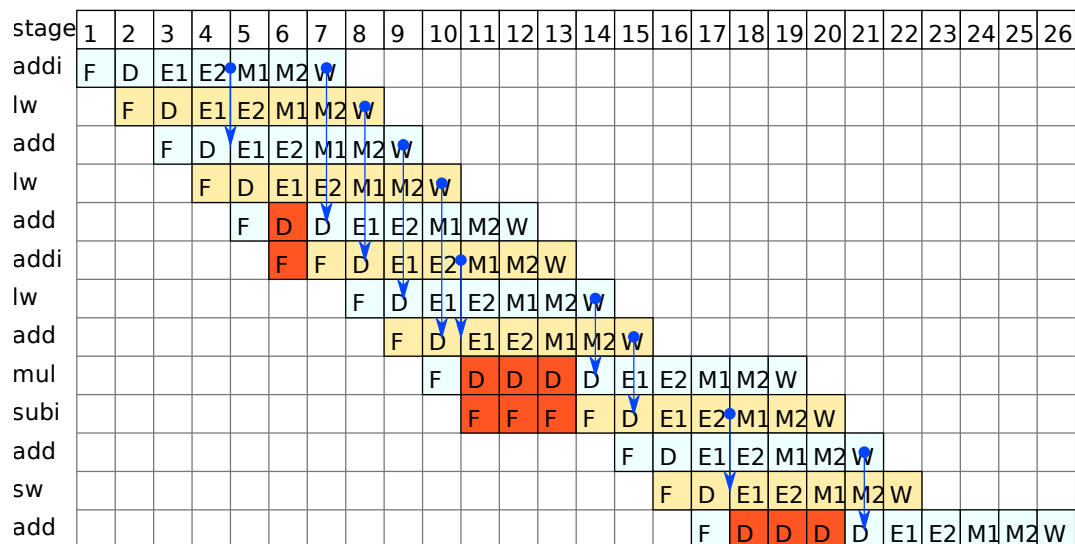 stage 1 2 3 4 5 6 7 8 9 10 11 12 13 14 15 16 17 18 19 20 21 22 23 24 25 26
addi F D E1 E2 M1 M2 W
lw F D E1 E2 M1 M2 W
add F D E1 E2 M1 M2 W
lw F D E1 E2 M1 M2 W
add F D D E1 E2 M1 M2 W
addi F F D E1 E2 M1 M2 W
lw F D E1 E2 M1 M2 W
add F D E1 E2 M1 M2 W
mul F D D D D E1 E2 M1 M2 W
subi F F F F D E1 E2 M1 M2 W
add F D E1 E2 M1 M2 W
sw F D E1 E2 M1 M2 W
add F D D D D E1 E2 M1 M2 W